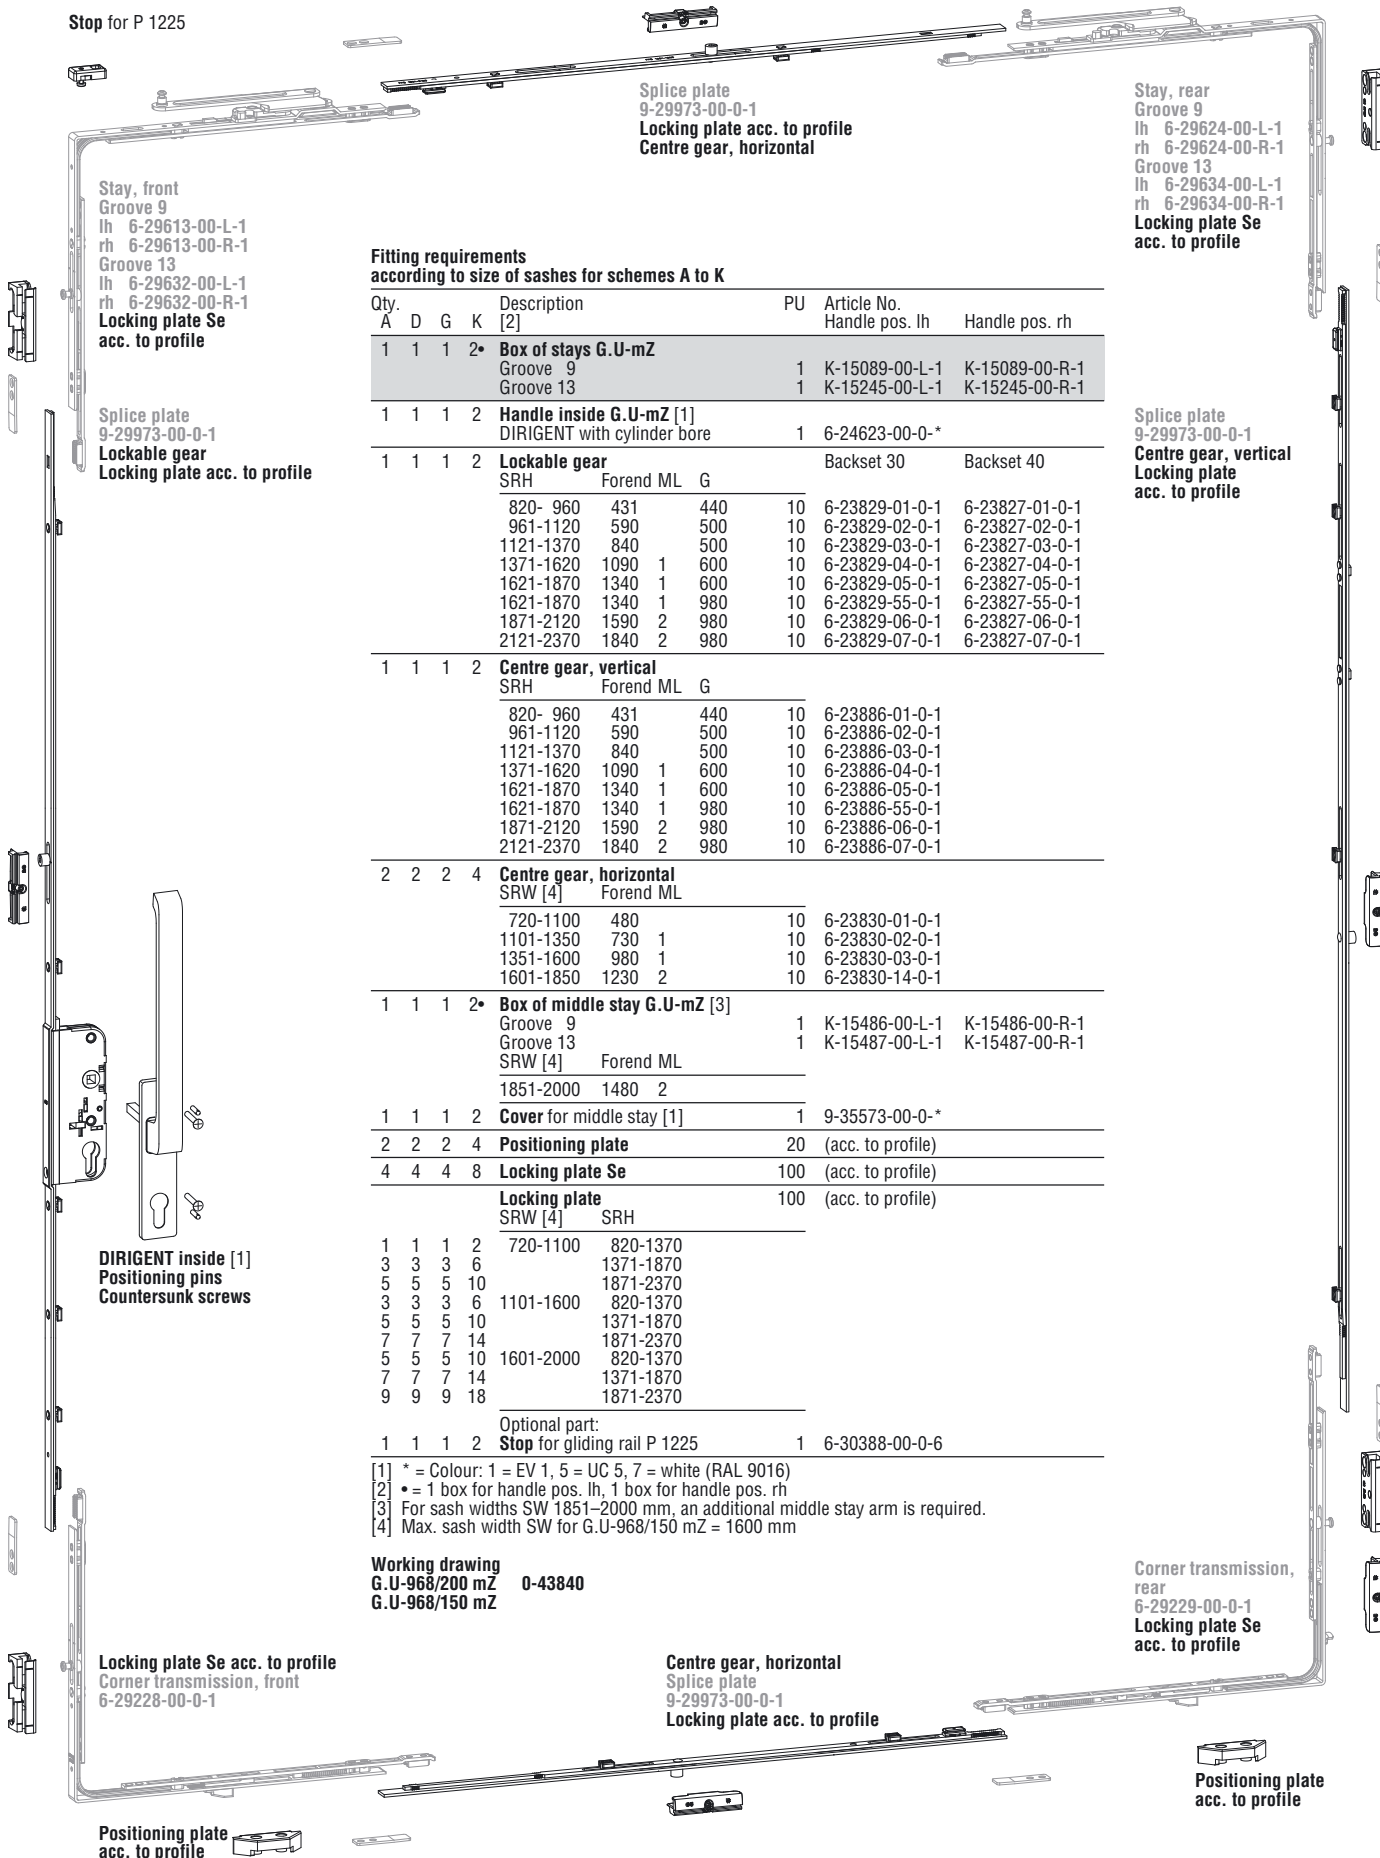 Stop for P 1225
Splice plate
9-29973-00-0-1
Locking plate acc. to profile
Centre gear, horizontal
Stay, rear
Groove 9
lh 6-29624-00-L-1
rh 6-29624-00-R-1
Groove 13
lh 6-29634-00-L-1
rh 6-29634-00-R-1
Locking plate Se
acc. to profile
Stay, front
Groove 9
lh 6-29613-00-L-1
rh 6-29613-00-R-1
Groove 13
lh 6-29632-00-L-1
rh 6-29632-00-R-1
Locking plate Se
acc. to profile
Splice plate
9-29973-00-0-1
Lockable gear
Locking plate acc. to profile
Splice plate
9-29973-00-0-1
Centre gear, vertical
Locking plate
acc. to profile
Fitting requirements
according to size of sashes for schemes A to K
Qty. Description PU Article No.
A D G K [2] Handle pos. lh Handle pos. rh
1 1 1 2• Box of stays G.U-mZ
Groove 9 1 K-15089-00-L-1 K-15089-00-R-1
Groove 13 1 K-15245-00-L-1 K-15245-00-R-1
1 1 1 2 Handle inside G.U-mZ [1]
DIRIGENT with cylinder bore 1 6-24623-00-0-*
1 1 1 2 Lockable gear Backset 30 Backset 40
SRH Forend ML G
820- 960 431 440 10 6-23829-01-0-1 6-23827-01-0-1
961-1120 590 500 10 6-23829-02-0-1 6-23827-02-0-1
1121-1370 840 500 10 6-23829-03-0-1 6-23827-03-0-1
1371-1620 1090 1 600 10 6-23829-04-0-1 6-23827-04-0-1
1621-1870 1340 1 600 10 6-23829-05-0-1 6-23827-05-0-1
1621-1870 1340 1 980 10 6-23829-55-0-1 6-23827-55-0-1
1871-2120 1590 2 980 10 6-23829-06-0-1 6-23827-06-0-1
2121-2370 1840 2 980 10 6-23829-07-0-1 6-23827-07-0-1
1 1 1 2 Centre gear, vertical
SRH Forend ML G
820- 960 431 440 10 6-23886-01-0-1
961-1120 590 500 10 6-23886-02-0-1
1121-1370 840 500 10 6-23886-03-0-1
1371-1620 1090 1 600 10 6-23886-04-0-1
1621-1870 1340 1 600 10 6-23886-05-0-1
1621-1870 1340 1 980 10 6-23886-55-0-1
1871-2120 1590 2 980 10 6-23886-06-0-1
2121-2370 1840 2 980 10 6-23886-07-0-1
2 2 2 4 Centre gear, horizontal
SRW [4] Forend ML
720-1100 480 10 6-23830-01-0-1
1101-1350 730 1 10 6-23830-02-0-1
1351-1600 980 1 10 6-23830-03-0-1
1601-1850 1230 2 10 6-23830-14-0-1
1 1 1 2• Box of middle stay G.U-mZ [3]
Groove 9 1 K-15486-00-L-1 K-15486-00-R-1
Groove 13 1 K-15487-00-L-1 K-15487-00-R-1
SRW [4] Forend ML
1851-2000 1480 2
1 1 1 2 Cover for middle stay [1] 1 9-35573-00-0-*
2 2 2 4 Positioning plate 20 (acc. to profile)
4 4 4 8 Locking plate Se 100 (acc. to profile)
Locking plate 100 (acc. to profile)
SRW [4] SRH
1 1 1 2 720-1100 820-1370
3 3 3 6 1371-1870
5 5 5 10 1871-2370
3 3 3 6 1101-1600 820-1370
5 5 5 10 1371-1870
7 7 7 14 1871-2370
5 5 5 10 1601-2000 820-1370
7 7 7 14 1371-1870
9 9 9 18 1871-2370
Optional part:
1 1 1 2 Stop for gliding rail P 1225 1 6-30388-00-0-6
[1] * = Colour: 1 = EV 1, 5 = UC 5, 7 = white (RAL 9016)
[2] • = 1 box for handle pos. lh, 1 box for handle pos. rh
[3] For sash widths SW 1851–2000 mm, an additional middle stay arm is required.
[4] Max. sash width SW for G.U-968/150 mZ = 1600 mm
Working drawing
G.U-968/200 mZ 0-43840
G.U-968/150 mZ
DIRIGENT inside [1]
Positioning pins
Countersunk screws
Corner transmission,
rear
6-29229-00-0-1
Locking plate Se
acc. to profile
Locking plate Se acc. to profile
Corner transmission, front
6-29228-00-0-1
Centre gear, horizontal
Splice plate
9-29973-00-0-1
Locking plate acc. to profile
Positioning plate
acc. to profile
Positioning plate
acc. to profile